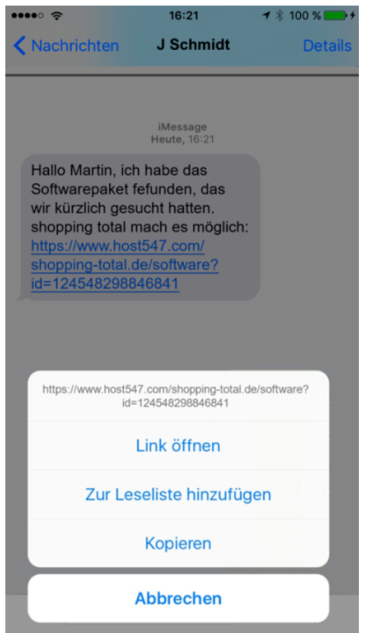 16:21 100 %
Nachrichten J Schmidt Details
iMessage
Heute, 16:21
Hallo Martin, ich habe das
Softwarepaket fefunden, das
wir kürzlich gesucht hatten.
shopping total mach es möglich:
https://www.host547.com/
shopping-total.de/software?
id=124548298846841
https://www.host547.com/shopping-total.de/software?
id=124548298846841
Link öffnen
Zur Leseliste hinzufügen
Kopieren
Abbrechen